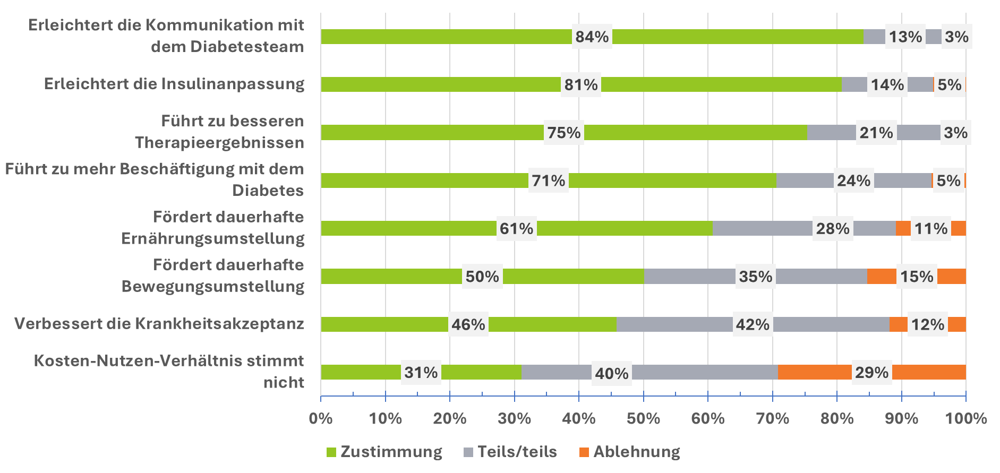 Erleichtert die Kommunikation mit
dem Diabetesteam
84% 13% 3%
Erleichtert die Insulinanpassung
81% 14% 5%
Führt zu besseren
Therapieergebnissen
75% 21% 3%
Führt zu mehr Beschäftigung mit dem
Diabetes
71% 24% 5%
Fördert dauerhafte
Ernährungsumstellung
61% 28% 11%
Fördert dauerhafte
Bewegungsumstellung
50% 35% 15%
Verbessert die Krankheitsakzeptanz
46% 42% 12%
Kosten-Nutzen-Verhältnis stimmt
nicht
31% 40% 29%
0% 10% 20% 30% 40% 50% 60% 70% 80% 90% 100%
Zustimmung Teils/teils Ablehnung